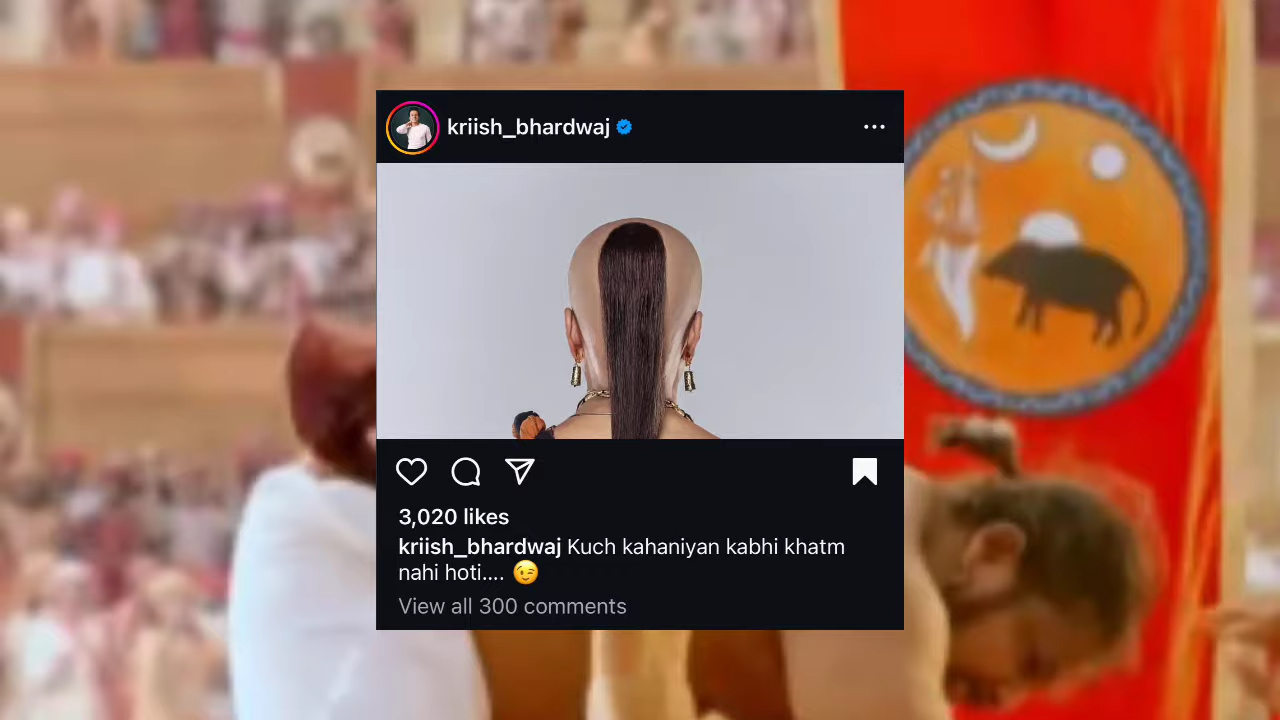 kriish_bhardwaj
3,020 likes
kriish_bhardwaj Kuch kahaniyan kabhi khatm
nahi hoti.... 😉
View all 300 comments